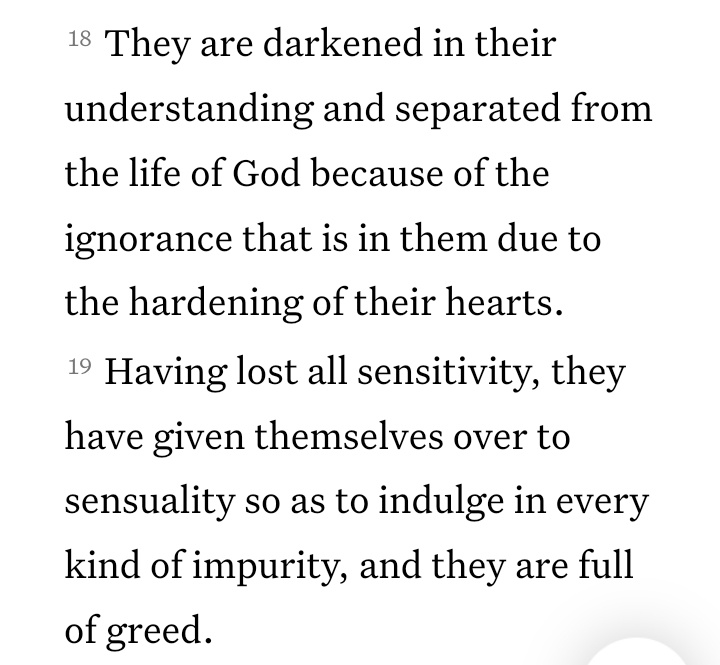 18 They are darkened in their
understanding and separated from
the life of God because of the
ignorance that is in them due to
the hardening of their hearts.
19 Having lost all sensitivity, they
have given themselves over to
sensuality so as to indulge in every
kind of impurity, and they are full
of greed.